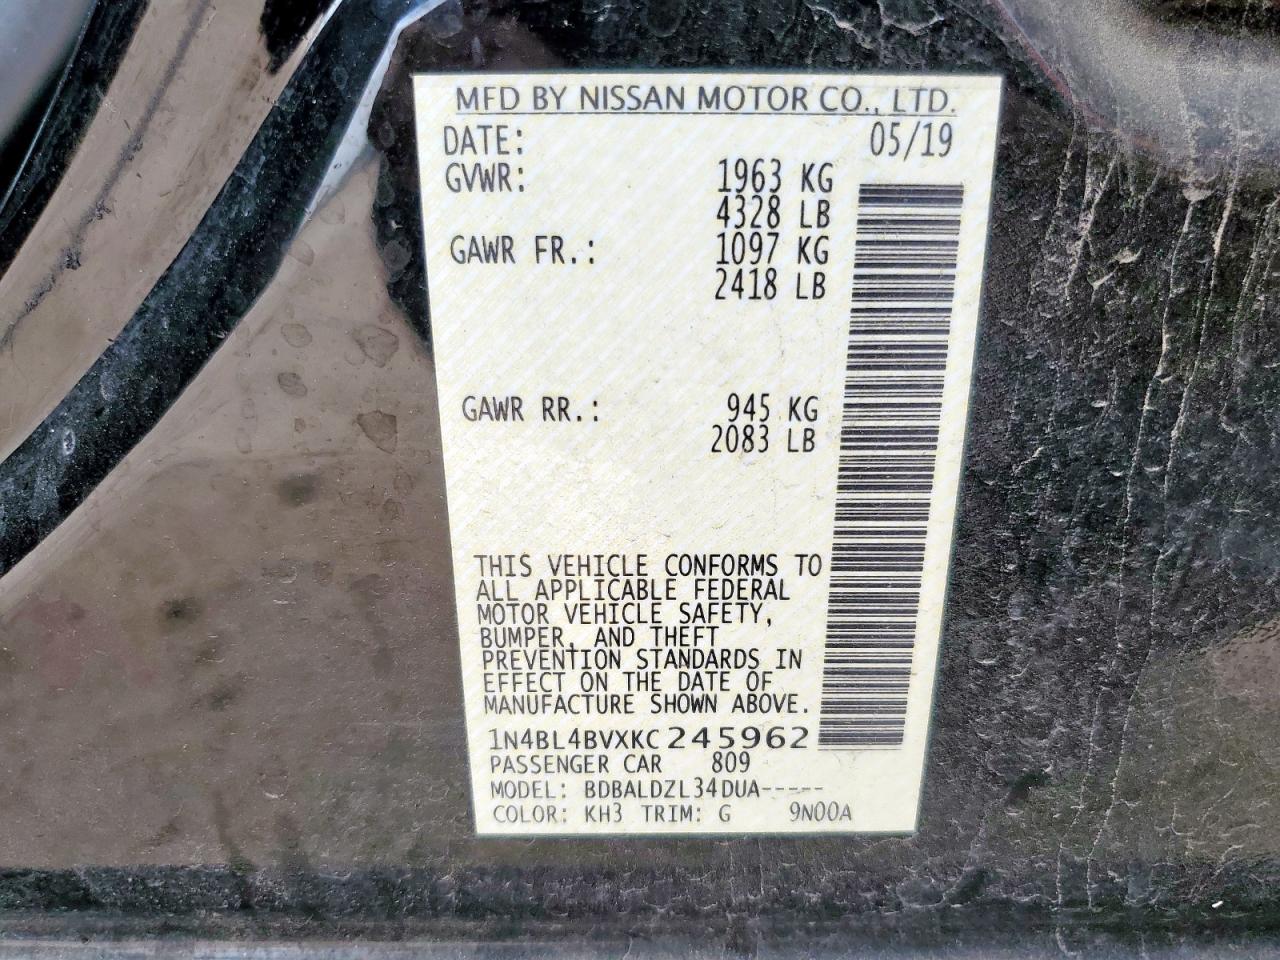 MFD BY NISSAN MOTOR CO., LTD.
DATE: 05/19
GVWR: 1963 KG
4328 LB
GAWR FR.: 1097 KG
2418 LB
GAWR RR.: 945 KG
2083 LB
THIS VEHICLE CONFORMS TO
ALL APPLICABLE FEDERAL
MOTOR VEHICLE SAFETY,
BUMPER, AND THEFT
PREVENTION STANDARDS IN
EFFECT ON THE DATE OF
MANUFACTURE SHOWN ABOVE.
1N4BL4BVXKC245962
PASSENGER CAR 809
MODEL: BDBALDZL34DUA-----
COLOR: KH3 TRIM: G 9N00A